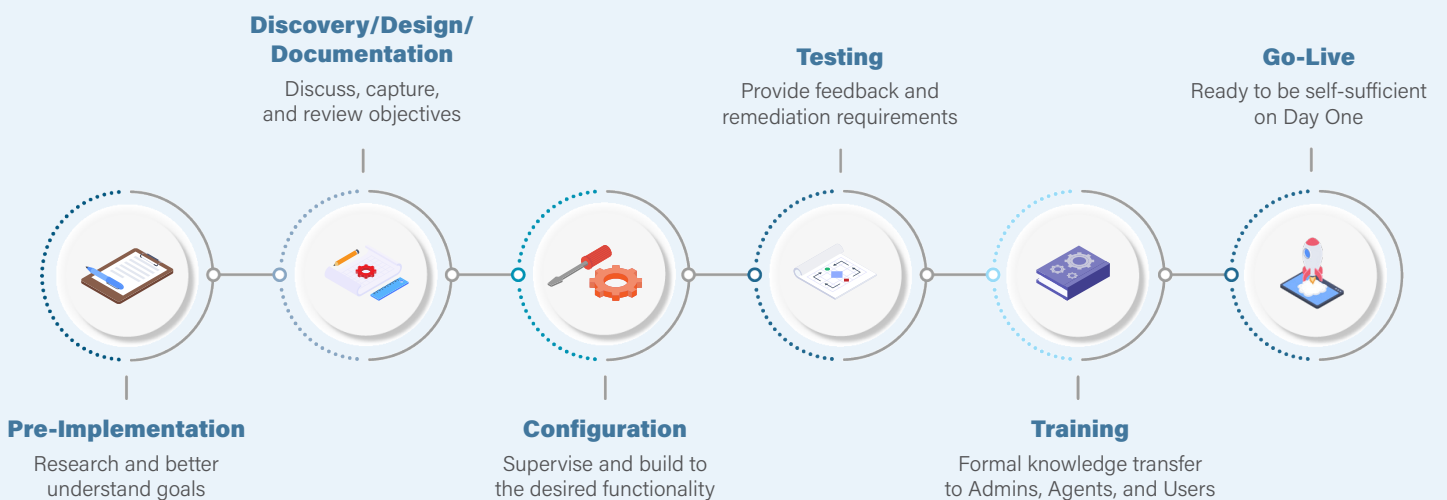 Pre-Implementation
Research and better
understand goals
Discovery/Design/
Documentation
Discuss, capture,
and review objectives
Configuration
Supervise and build to
the desired functionality
Testing
Provide feedback and
remediation requirements
Training
Formal knowledge transfer
to Admins, Agents, and Users
Go-Live
Ready to be self-sufficient
on Day One